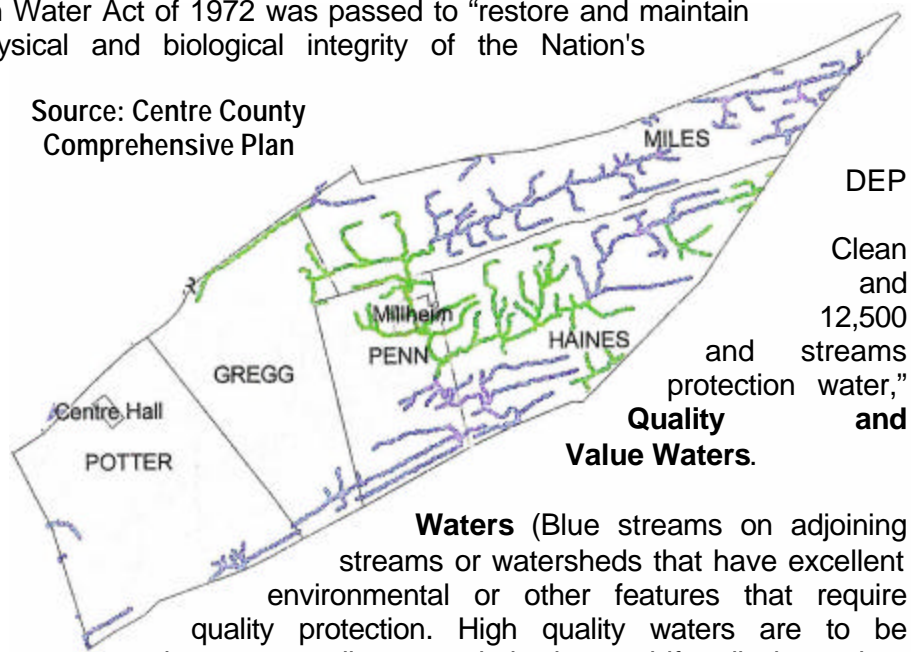 n Water Act of 1972 was passed to “restore and maintain
ysical and biological integrity of the Nation's
Source: Centre County
Comprehensive Plan
MILES
DEP
Clean
and
Millheim
12,500
PENN
HAINES
and streams
GREGG
protection water,”
Centre Hall
Quality and
POTTER
Value Waters.
Waters (Blue streams on adjoining
streams or watersheds that have excellent
environmental or other features that require
quality protection. High quality waters are to be